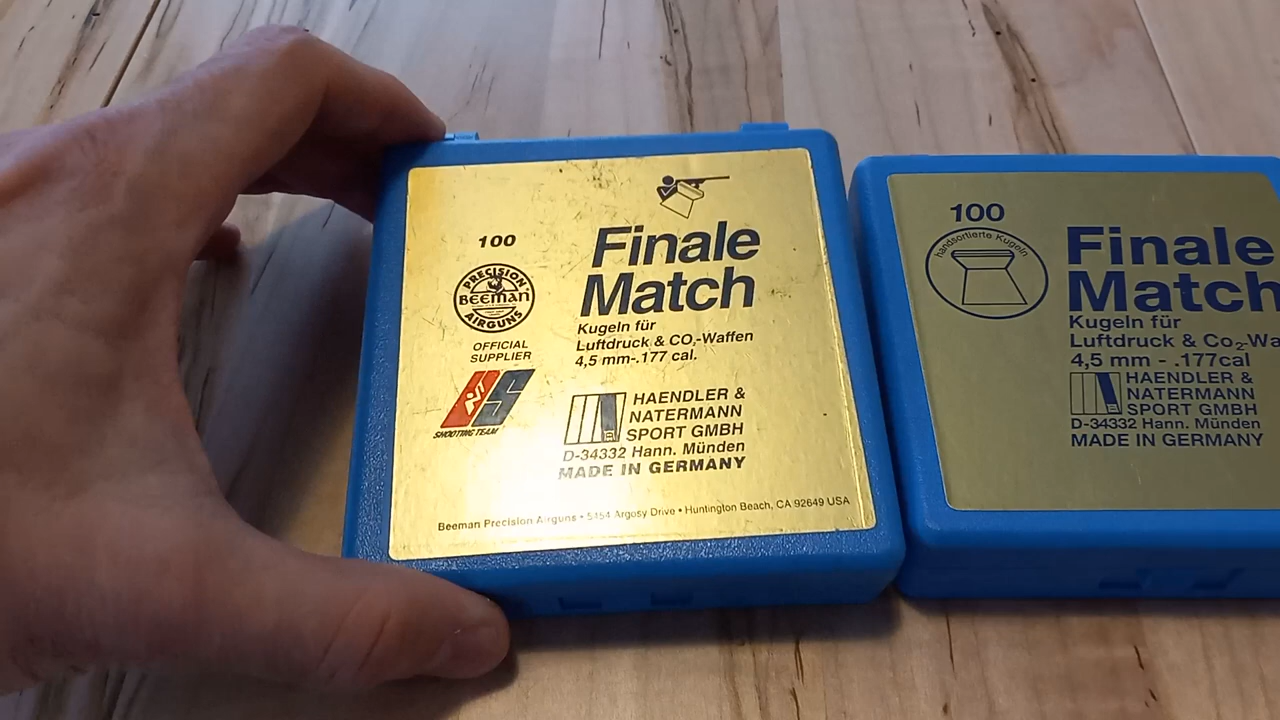 100
PRECISION
BEEMAN
AIRGUNS
OFFICIAL
SUPPLIER
S
SHOOTING TEAM
Finale
Match
Kugeln für
Luftdruck & CO2-Waffen
4,5 mm-.177 cal.
HAENDLER &
NATERMANN
SPORT GMBH
D-34332 Hann. Münden
MADE IN GERMANY
Beeman Precision Airguns • 5454 Argosy Drive • Huntington Beach, CA 92649 USA
100
handsortierte Kugeln
Finale
Match
Kugeln für
Luftdruck & Co2-Wa
4,5 mm - .177cal
HAENDLER &
NATERMANN
SPORT GMBH
D-34332 Hann. Münden
MADE IN GERMANY